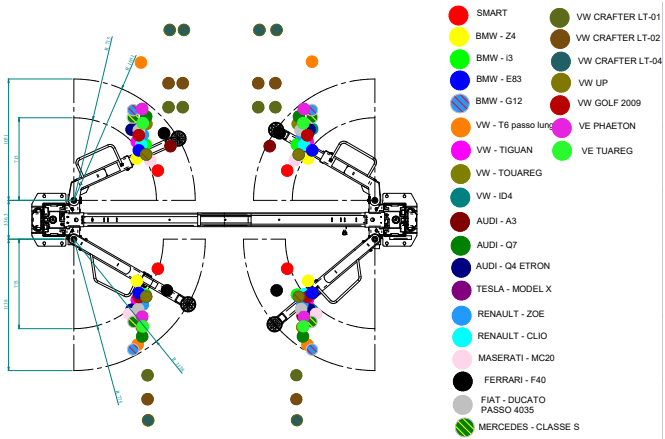 SMART
BMW - Z4
BMW - i3
BMW - E83
BMW - G12
VW - T6 passo lung
VW - TIGUAN
VW - TOUAREG
VW - ID4
AUDI - A3
AUDI - Q7
AUDI - Q4 ETRON
TESLA - MODEL X
RENAULT - ZOE
RENAULT - CLIO
MASERATI - MC20
FERRARI - F40
FIAT - DUCATO
PASSO 4035
MERCEDES - CLASSE S
VW CRAFTER LT-01
VW CRAFTER LT-02
VW CRAFTER LT-04
VW UP
VW GOLF 2009
VE PHAETON
VE TUAREG